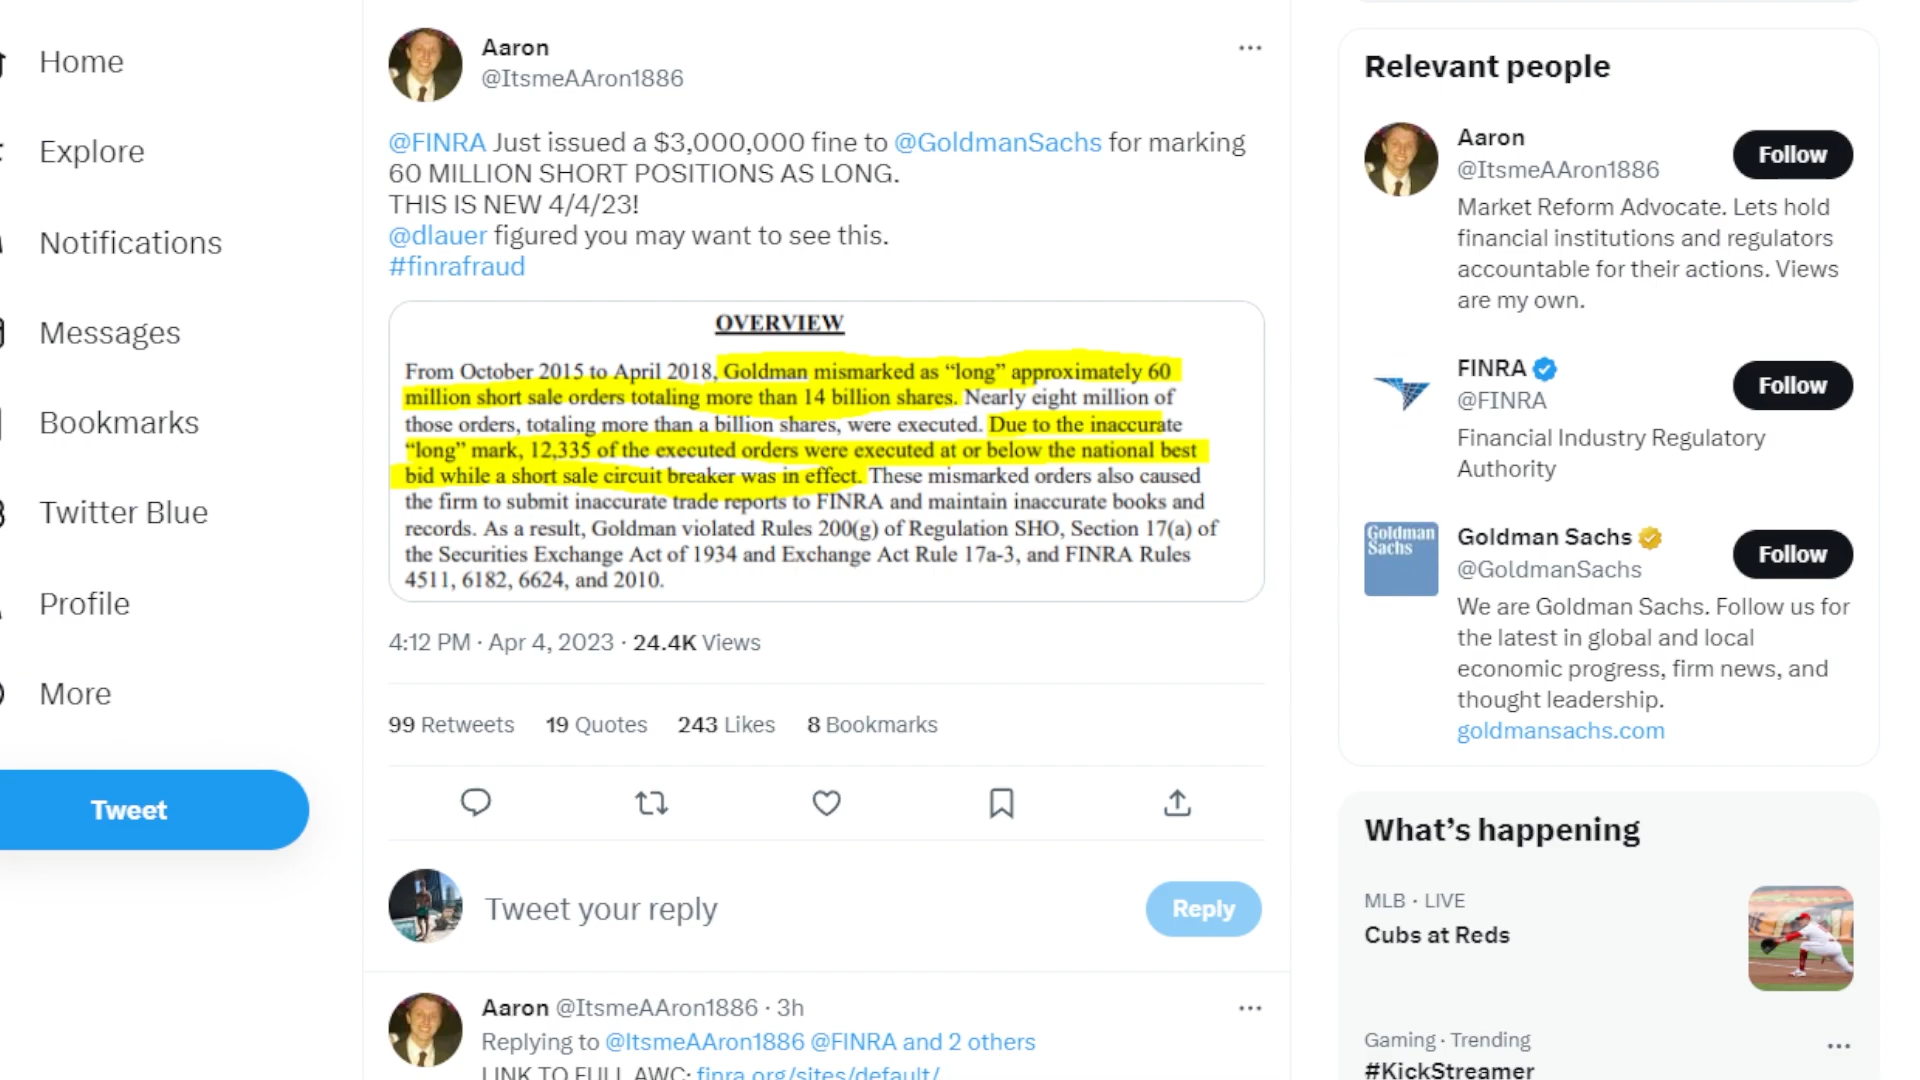 Home
Explore
Notifications
Messages
Bookmarks
Twitter Blue
Profile
More
Tweet
Aaron
@ItsmeAAron1886
@FINRA Just issued a $3,000,000 fine to @GoldmanSachs for marking
60 MILLION SHORT POSITIONS AS LONG.
THIS IS NEW 4/4/23!
@dlauer figured you may want to see this.
#finrafraud
OVERVIEW
From October 2015 to April 2018, Goldman mismarked as “long” approximately 60
million short sale orders totaling more than 14 billion shares. Nearly eight million of
those orders, totaling more than a billion shares, were executed. Due to the inaccurate
“long” mark, 12,335 of the executed orders were executed at or below the national best
bid while a short sale circuit breaker was in effect. These mismarked orders also caused
the firm to submit inaccurate trade reports to FINRA and maintain inaccurate books and
records. As a result, Goldman violated Rules 200(g) of Regulation SHO, Section 17(a) of
the Securities Exchange Act of 1934 and Exchange Act Rule 17a-3, and FINRA Rules
4511, 6182, 6624, and 2010.
4:12 PM · Apr 4, 2023 · 24.4K Views
99 Retweets 19 Quotes 243 Likes 8 Bookmarks
Tweet your reply
Reply
Aaron @ItsmeAAron1886 · 3h
Replying to @ItsmeAAron1886 @FINRA and 2 others
LINK TO FULL AWC: finra.org/sites/default/
Relevant people
Aaron
@ItsmeAAron1886
Follow
Market Reform Advocate. Lets hold
financial institutions and regulators
accountable for their actions. Views
are my own.
FINRA
@FINRA
Follow
Financial Industry Regulatory
Authority
Goldman
Sachs
Goldman Sachs
@GoldmanSachs
Follow
We are Goldman Sachs. Follow us for
the latest in global and local
economic progress, firm news, and
thought leadership.
goldmansachs.com
What’s happening
MLB · LIVE
Cubs at Reds
Gaming · Trending
#KickStreamer